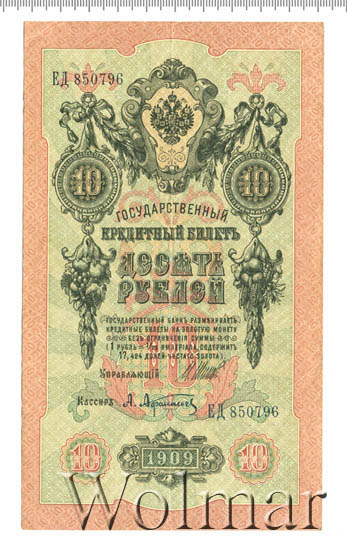 ЕД 850796
10 10
ГОСУДАРСТВЕННЫЙ
КРЕДИТНЫЙ БИЛЕТЪ
ДЕСЯТЬ
РУБЛЕЙ
ГОСУДАРСТВЕННЫЙ БАНКЪ РАЗМѢНИВАЕТЪ
КРЕДИТНЫЕ БИЛЕТЫ НА ЗОЛОТУЮ МОНЕТУ
БЕЗЪ ОГРАНИЧЕНІЯ СУММЫ
(1 РУБЛЬ = 1/15 ИМПЕРІАЛА, СОДЕРЖИТЪ
17,424 ДОЛЕЙ ЧИСТАГО ЗОЛОТА)
10
УПРАВЛЯЮЩІЙ
КАССИРЪ
ЕД 850796
10 1909 10
Wolmar